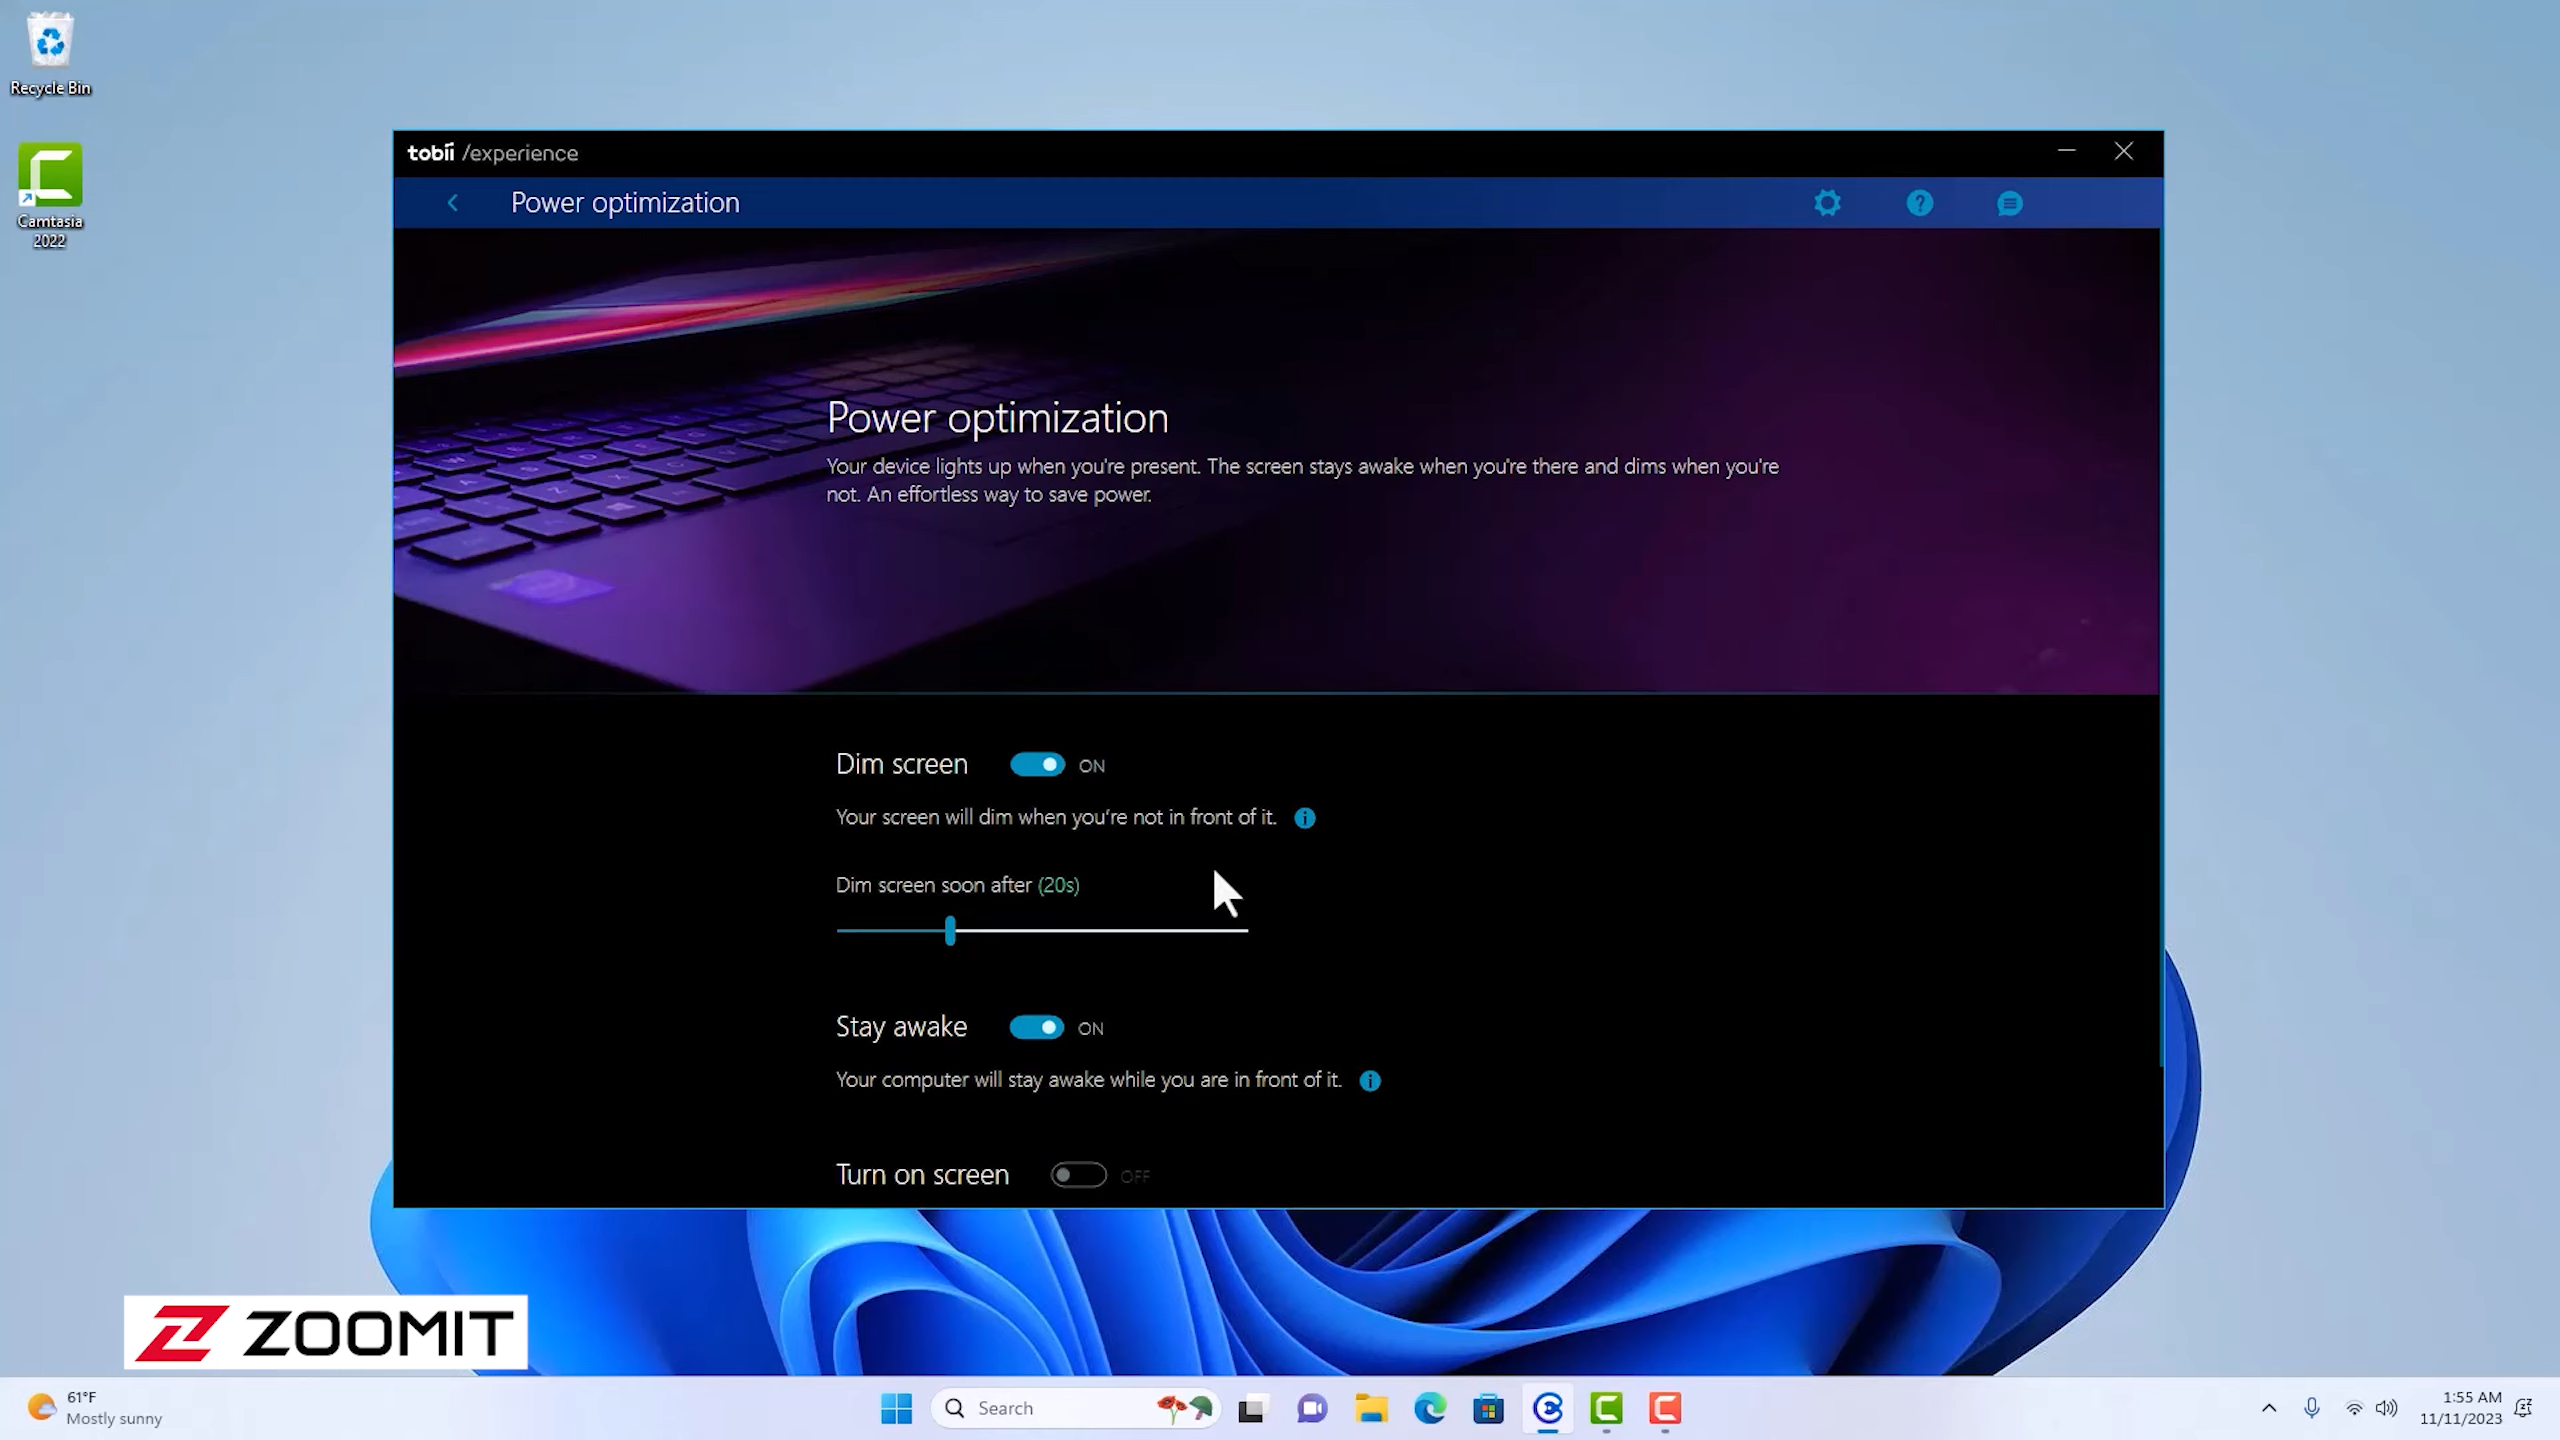 Recycle Bin
Camtasia
2022
tobii /experience
Power optimization
Power optimization
Your device lights up when you're present. The screen stays awake when you're there and dims when you're
not. An effortless way to save power.
Dim screen ON
Your screen will dim when you're not in front of it.
Dim screen soon after (20s)
Stay awake ON
Your computer will stay awake while you are in front of it.
Turn on screen OFF
ZOOMIT
61°F
Mostly sunny
Search
1:55 AM
11/11/2023